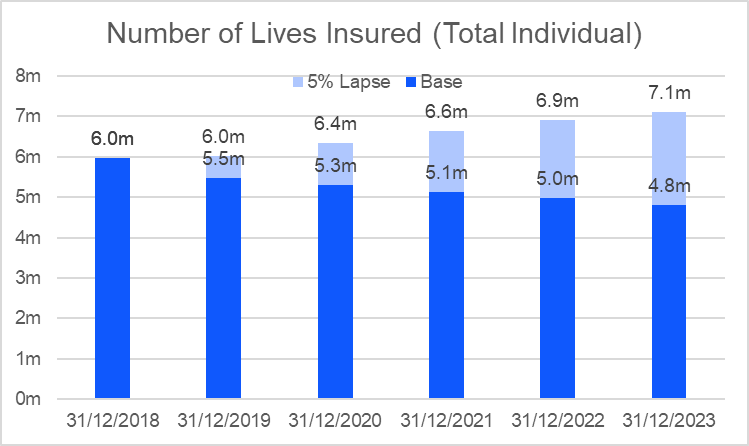 Number of Lives Insured (Total Individual)
8m
5% Lapse Base
7.1m
6.9m
7m
6.6m
6.4m
6.0m
6.0m
6m
5.5m
5.3m
5.1m
5.0m
4.8m
5m
4m
3m
2m
1m
0m
31/12/2018 31/12/2019 31/12/2020 31/12/2021 31/12/2022 31/12/2023